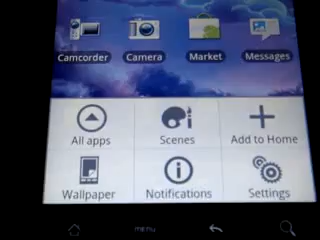 Camcorder Camera Market Messages
All apps Scenes Add to Home
Wallpaper Notifications Settings
MENU